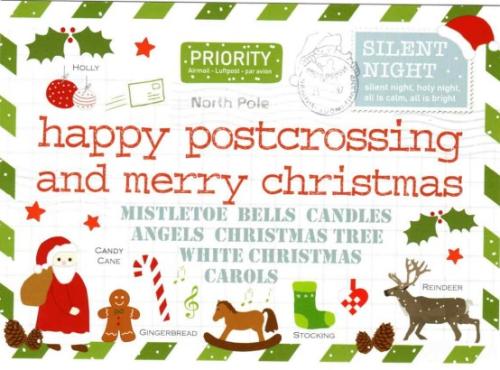 HOLLY
PRIORITY
Airmail - Luftpost - par avion
SILENT
NIGHT
silent night, holy night,
all is calm, all is bright
North Pole
happy postcrossing
and merry christmas
MISTLETOE BELLS CANDLES
ANGELS CHRISTMAS TREE
WHITE CHRISTMAS
CAROLS
CANDY
CANE
GINGERBREAD
STOCKING
REINDEER